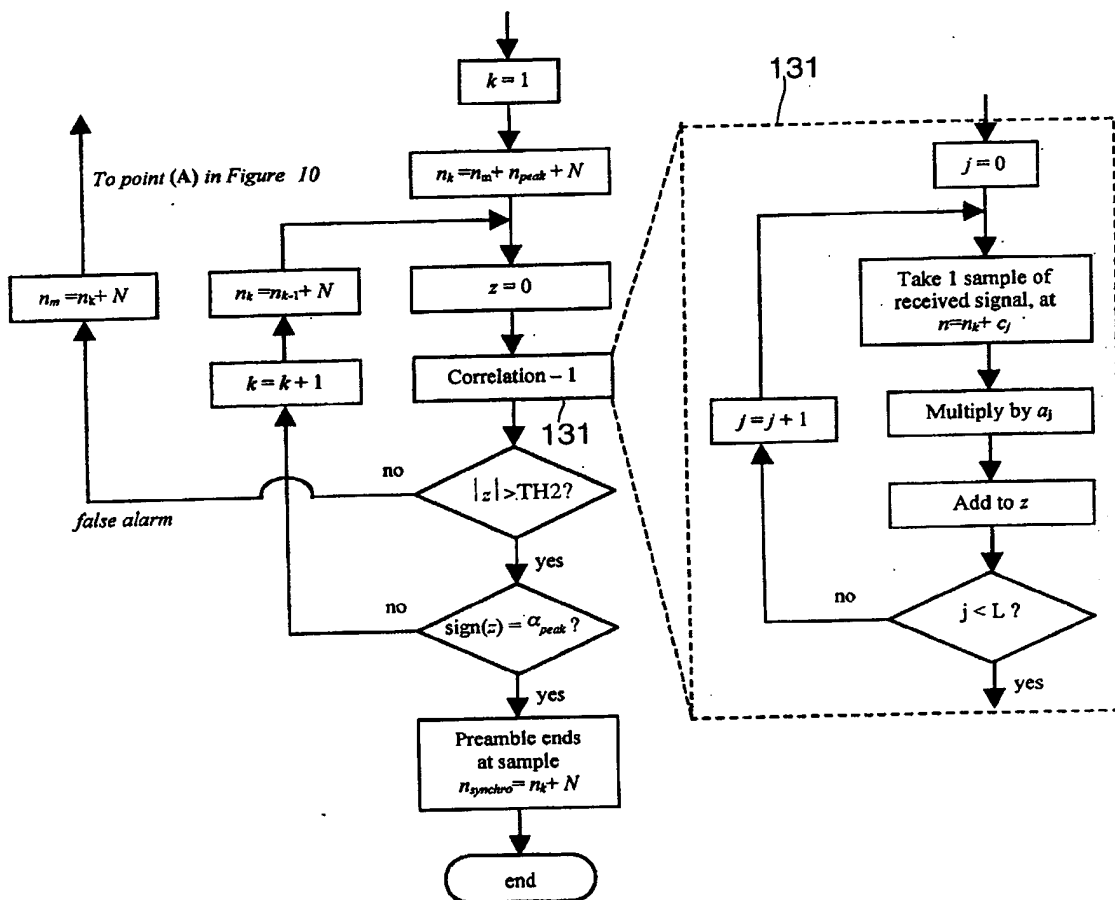 k = 1
n_k = n_m + n_peak + N
To point (A) in Figure 10
n_m = n_k + N
n_k = n_{k-1} + N
z = 0
k = k + 1
Correlation – 1
131
no
|z| > TH2?
false alarm
yes
no
sign(z) = α_peak ?
yes
Preamble ends
at sample
n_synchro = n_k + N
end
131
j = 0
Take 1 sample of
received signal, at
n = n_k + c_j
j = j + 1
Multiply by a_j
Add to z
no
j < L ?
yes